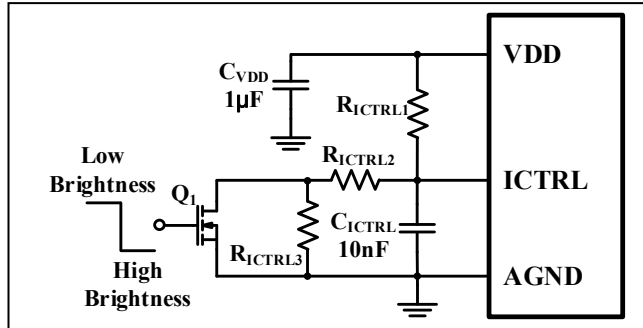 VDD
CVDD
1µF
RICTRL1
RICTRL2
Low
Brightness
Q1
ICTRL
CICTRL
10nF
RICTRL3
High
Brightness
AGND